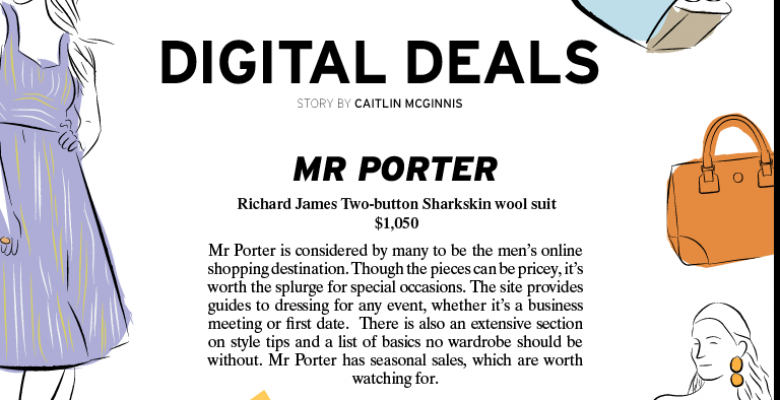 DIGITAL DEALS
STORY BY CAITLIN MCGINNIS
MR PORTER
Richard James Two-button Sharkskin wool suit
$1,050
Mr Porter is considered by many to be the men’s online
shopping destination. Though the pieces can be pricey, it’s
worth the splurge for special occasions. The site provides
guides to dressing for any event, whether it’s a business
meeting or first date.  There is also an extensive section
on style tips and a list of basics no wardrobe should be
without. Mr Porter has seasonal sales, which are worth
watching for.